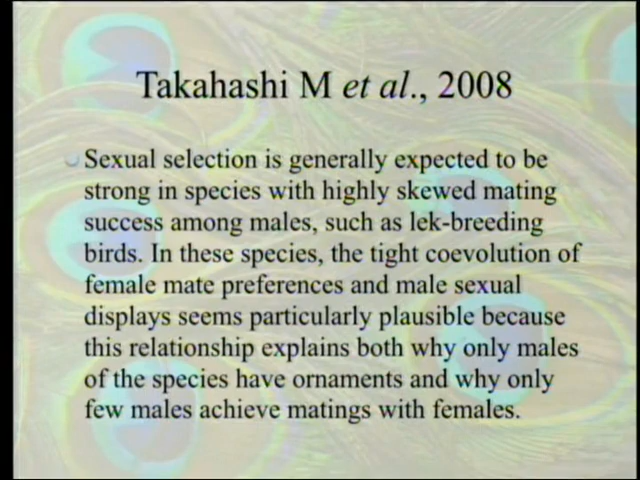 Takahashi M et al., 2008
Sexual selection is generally expected to be
strong in species with highly skewed mating
success among males, such as lek-breeding
birds. In these species, the tight coevolution of
female mate preferences and male sexual
displays seems particularly plausible because
this relationship explains both why only males
of the species have ornaments and why only
few males achieve matings with females.